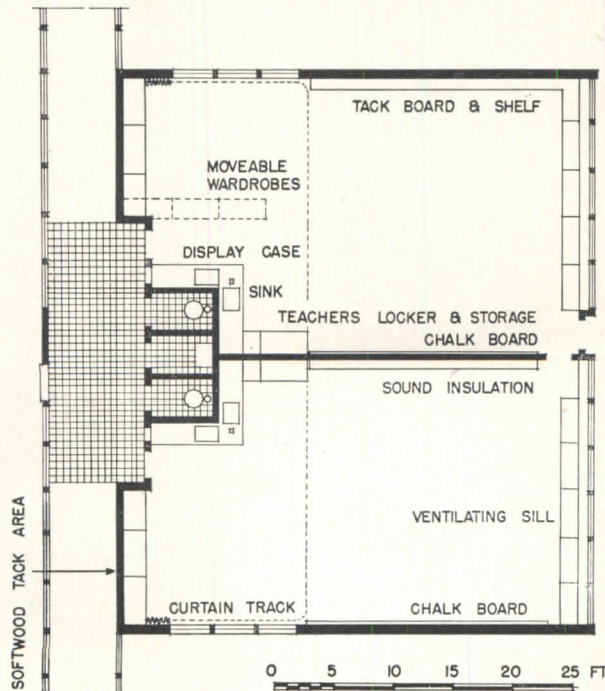 TACK BOARD & SHELF
MOVEABLE
WARDROBES
DISPLAY CASE
SINK
TEACHERS LOCKER & STORAGE
CHALK BOARD
SOUND INSULATION
SOFTWOOD TACK AREA
VENTILATING SILL
CURTAIN TRACK
CHALK BOARD
0 5 10 15 20 25 FT